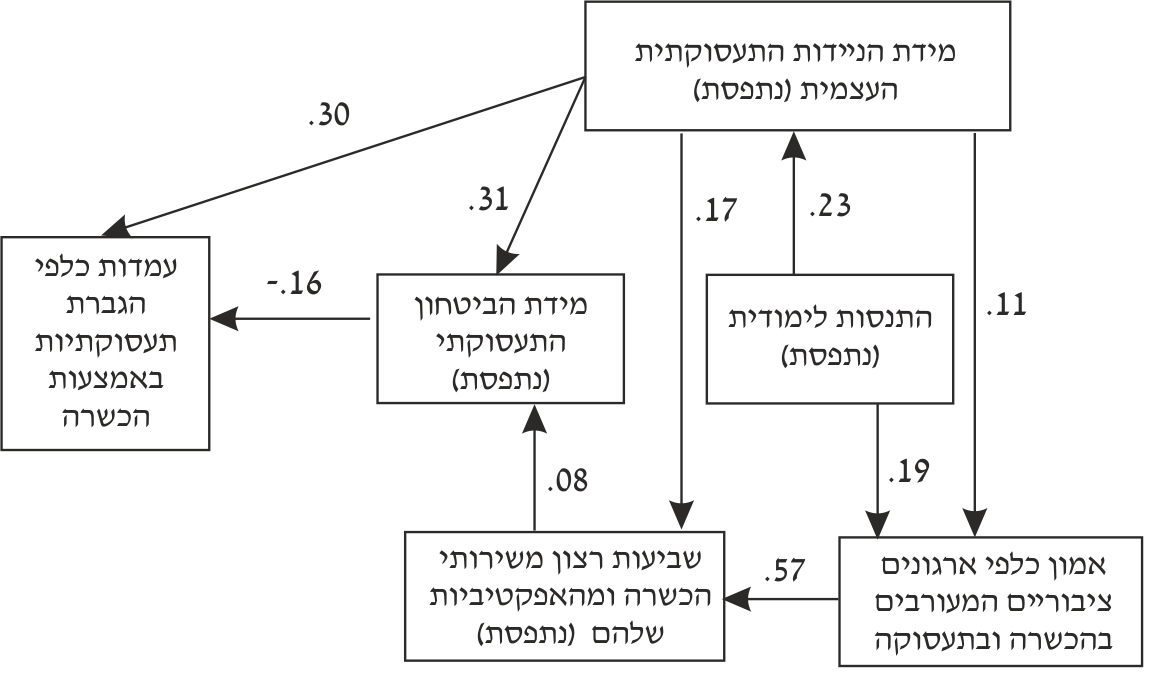 מידת הניידות התעסוקתית
העצמית (נתפסת)
.30
.31
.17
.23
.11
עמדות כלפי
הגברת
תעסוקתיות
באמצעות
הכשרה
-.16
מידת הביטחון
התעסוקתי
(נתפסת)
התנסות לימודית
(נתפסת)
.08
.19
שביעות רצון משירותי
הכשרה ומהאפקטיביות
שלהם (נתפסת)
.57
אמון כלפי ארגונים
ציבוריים המעורבים
בהכשרה ובתעסוקה